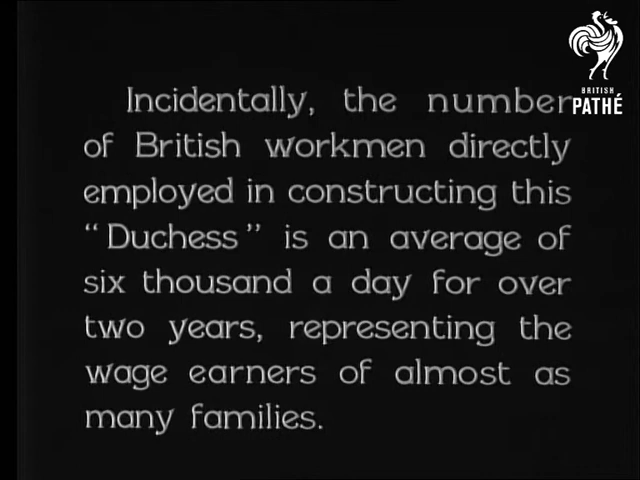 BRITISH
PATHÉ
Incidentally, the number
of British workmen directly
employed in constructing this
“Duchess” is an average of
six thousand a day for over
two years, representing the
wage earners of almost as
many families.